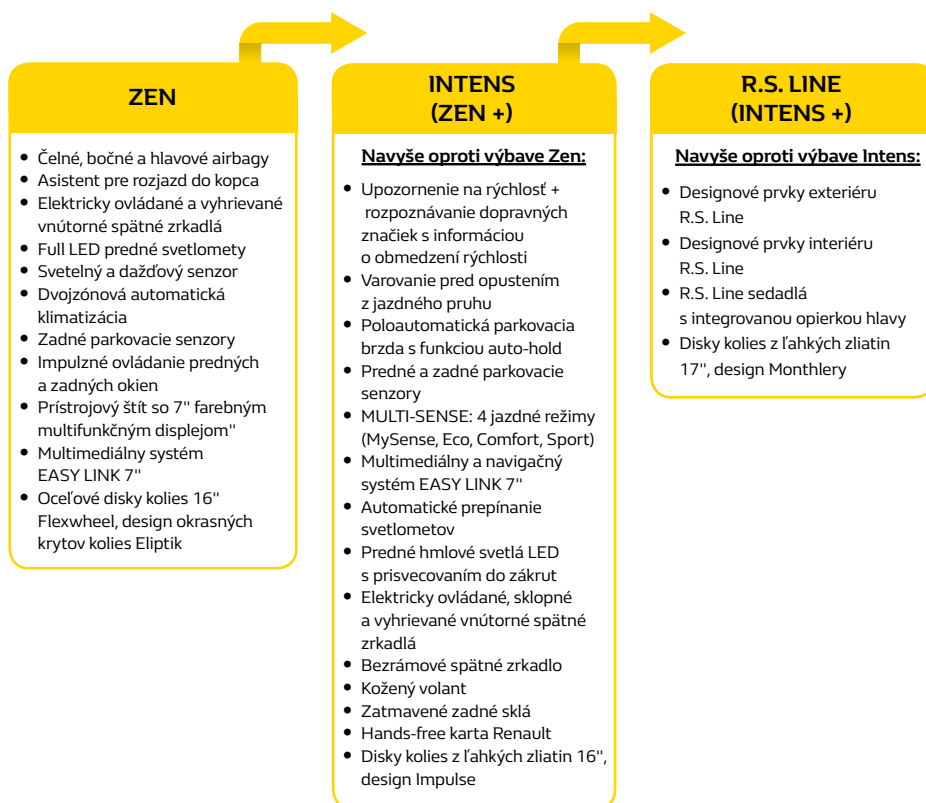 ZEN
Čelné, bočné a hlavové airbagy
Asistent pre rozjazd do kopca
Elektricky ovládané a vyhrievané
vnútorné spätné zrkadlá
Full LED predné svetlomety
Svetelný a dažďový senzor
Dvojzónová automatická
klimatizácia
Zadné parkovacie senzory
Impulzné ovládanie predných
a zadných okien
Prístrojový štít so 7" farebným
multifunkčným displejom"
Multimediálny systém
EASY LINK 7"
Oceľové disky kolies 16"
Flexwheel, design okrasných
krytov kolies Eliptik
INTENS
(ZEN +)
Navyše oproti výbave Zen:
Upozornenie na rýchlosť +
rozpoznávanie dopravných
značiek s informáciou
o obmedzení rýchlosti
Varovanie pred opustením
z jazdného pruhu
Poloautomatická parkovacia
brzda s funkciou auto-hold
Predné a zadné parkovacie
senzory
MULTI-SENSE: 4 jazdné režimy
(MySense, Eco, Comfort, Sport)
Multimediálny a navigačný
systém EASY LINK 7"
Automatické prepínanie
svetlometov
Predné hmlové svetlá LED
s prisvecovaním do zákrut
Elektricky ovládané, sklopné
a vyhrievané vnútorné spätné
zrkadlá
Bezrámové spätné zrkadlo
Kožený volant
Zatmavené zadné sklá
Hands-free karta Renault
Disky kolies z ľahkých zliatin 16",
design Impulse
R.S. LINE
(INTENS +)
Navyše oproti výbave Intens:
Designové prvky exteriéru
R.S. Line
Designové prvky interiéru
R.S. Line
R.S. Line sedadlá
s integrovanou opierkou hlavy
Disky kolies z ľahkých zliatin
17", design Monthlery